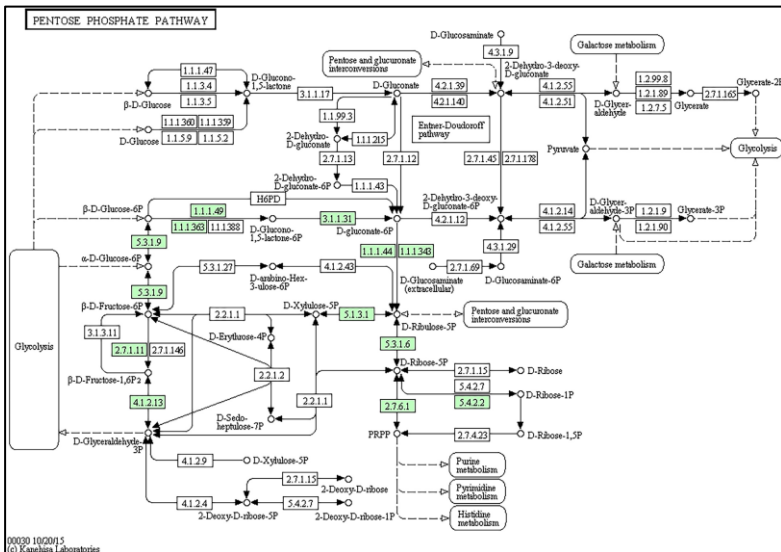 PENTOSE PHOSPHATE PATHWAY
D-Glucosaminate
4.3.1.9
Pentose and glucuronate
interconversions
2-Dehydro-3-deoxy-
D-gluconate
Galactose metabolism
1.1.1.47
1.1.3.4
1.1.3.5
β-D-Glucose
D-Glucono-
1,5-lactone
3.1.1.17
D-Gluconate
4.2.1.39
4.2.1.140
4.1.2.55
4.1.2.51
D-Glycer-
aldehyde
1.2.99.8
1.2.1.89
1.2.7.5
Glycerate
2.7.1.165
Glycerate-2P
1.1.1.360
1.1.1.359
1.1.5.9
1.1.5.2
D-Glucose
1.1.99.3
2-Dehydro-
D-gluconate
1.1.1.215
Entner-Doudoroff
pathway
2.7.1.13
2.7.1.12
2.7.1.45
2.7.1.178
Pyruvate
Glycolysis
2-Dehydro-
D-gluconate-6P
1.1.1.43
H6PD
β-D-Glucose-6P
1.1.1.49
1.1.1.363
1.1.1.388
D-Glucono-
1,5-lactone-6P
3.1.1.31
D-gluconate-6P
4.2.1.12
2-Dehydro-3-deoxy-
D-gluconate-6P
4.1.2.14
4.1.2.55
D-Glycer-
aldehyde-3P
1.2.1.9
1.2.1.90
Glycerate-3P
5.3.1.9
1.1.1.44
1.1.1.343
4.3.1.29
α-D-Glucose-6P
5.3.1.27
D-arabino-Hex-
3-ulose-6P
4.1.2.43
2.7.1.69
D-Glucosaminate
(extracellular)
D-Glucosaminate-6P
Galactose metabolism
5.3.1.9
β-D-Fructose-6P
2.2.1.1
D-Xylulose-5P
5.1.3.1
D-Ribulose-5P
Pentose and glucuronate
interconversions
Glycolysis
3.1.3.11
2.7.1.11
2.7.1.146
D-Erythrose-4P
5.3.1.6
D-Ribose-5P
2.7.1.15
D-Ribose
β-D-Fructose-1,6P2
2.2.1.2
5.4.2.7
5.4.2.2
D-Ribose-1P
4.1.2.13
2.2.1.1
2.7.6.1
D-Sedo-
heptulose-7P
D-Glyceraldehyde-
3P
PRPP
2.7.4.23
D-Ribose-1,5P
4.1.2.9
D-Xylulose-5P
Purine
metabolism
2.7.1.15
2-Deoxy-D-ribose
Pyrimidine
metabolism
4.1.2.4
2-Deoxy-D-ribose-5P
5.4.2.7
2-Deoxy-D-ribose-1P
Histidine
metabolism
00030 10/20/15
(c) Kanehisa Laboratories